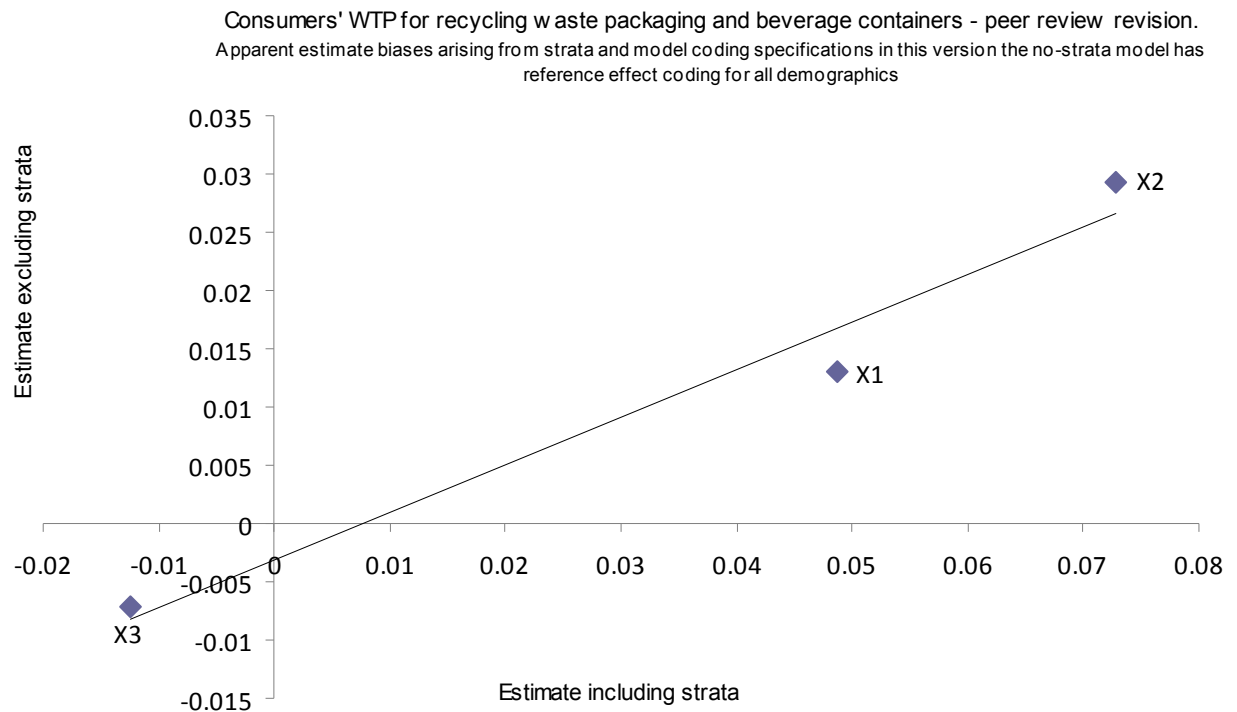 Consumers' WTP for recycling waste packaging and beverage containers - peer review revision.
Apparent estimate biases arising from strata and model coding specifications in this version the no-strata model has
reference effect coding for all demographics
Estimate excluding strata
0.035
0.03
0.025
0.02
0.015
0.01
0.005
0
-0.005
-0.01
-0.015
X2
X1
X3
-0.02 -0.01 0 0.01 0.02 0.03 0.04 0.05 0.06 0.07 0.08
Estimate including strata